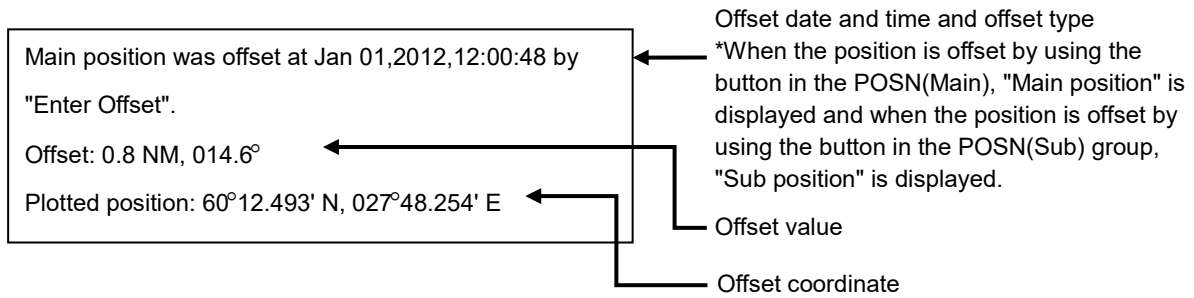 Main position was offset at Jan 01,2012,12:00:48 by
"Enter Offset".
Offset: 0.8 NM, 014.6°
Plotted position: 60°12.493' N, 027°48.254' E
Offset date and time and offset type
*When the position is offset by using the
button in the POSN(Main), "Main position" is
displayed and when the position is offset by
using the button in the POSN(Sub) group,
"Sub position" is displayed.
Offset value
Offset coordinate